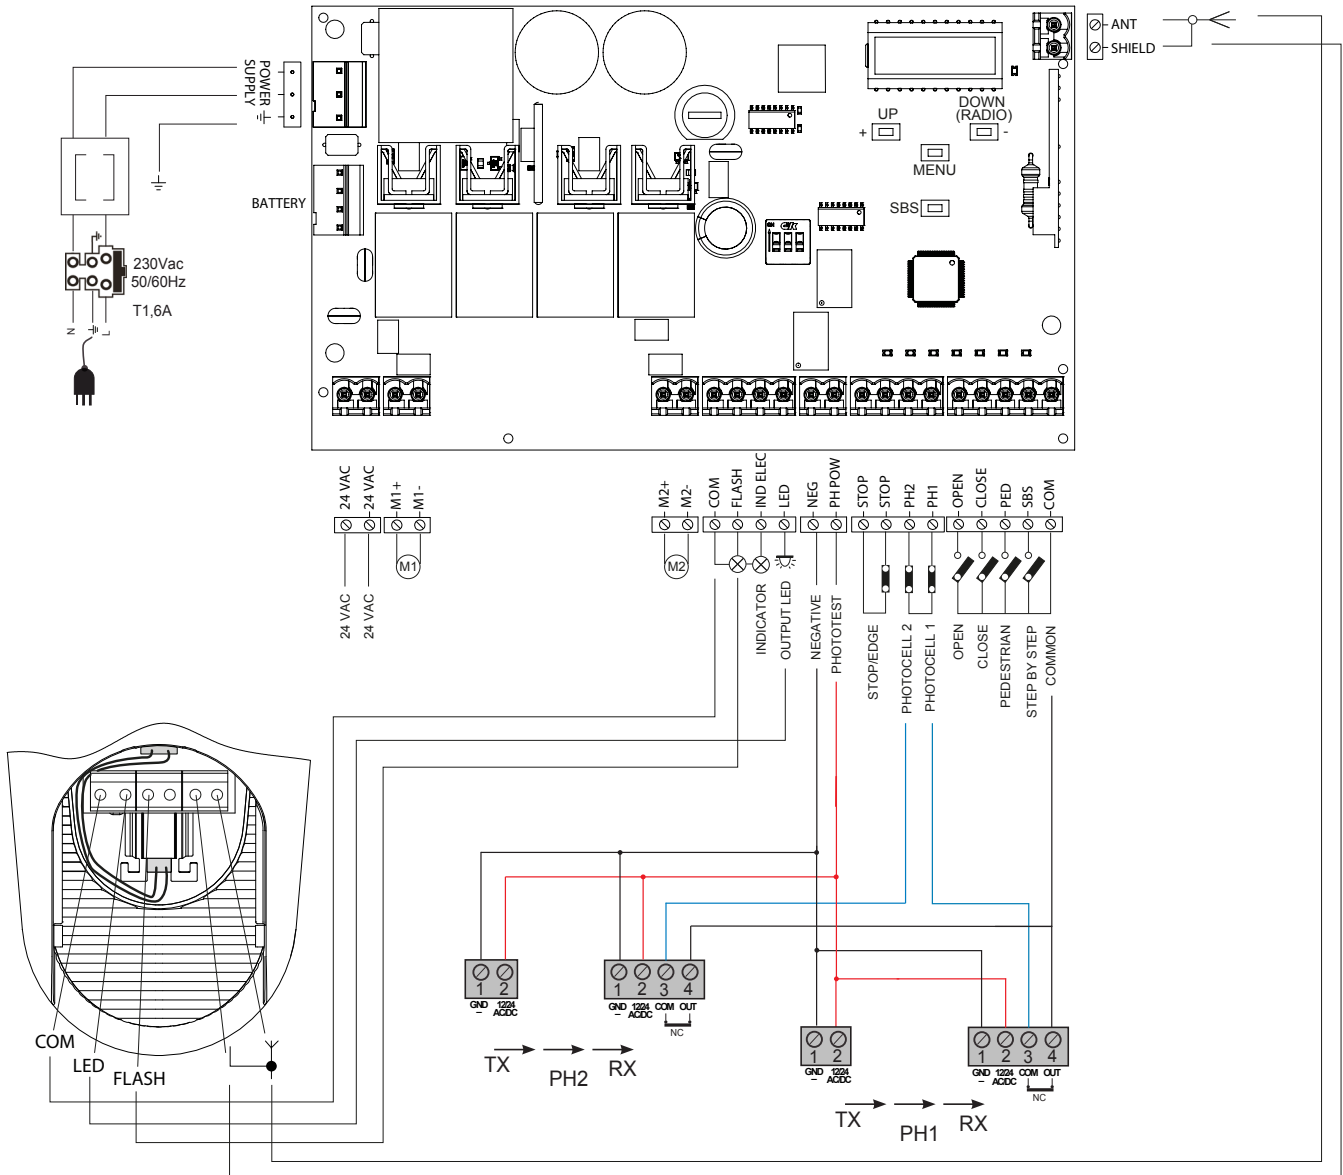 ANT
SHIELD
POWER
SUPPLY
BATTERY
230Vac
50/60Hz
T1,6A
N
L
UP
+
DOWN
(RADIO)
-
MENU
SBS
ON
24 VAC
24 VAC
M1+
M1-
M2+
M2-
COM
FLASH
IND ELEC
LED
NEG
PH POW
STOP
STOP
PH2
PH1
OPEN
CLOSE
PED
SBS
COM
M1
M2
24 VAC
24 VAC
INDICATOR
OUTPUT LED
NEGATIVE
PHOTOTEST
STOP/EDGE
PHOTOCELL 2
PHOTOCELL 1
OPEN
CLOSE
PEDESTRIAN
STEP BY STEP
COMMON
COM
LED
FLASH
1 2
GND 12/24
– AC/DC
1 2 3 4
GND 12/24 COM OUT
– AC/DC
NC
TX
PH2
RX
1 2
GND 12/24
– AC/DC
1 2 3 4
GND 12/24 COM OUT
– AC/DC
NC
TX
PH1
RX